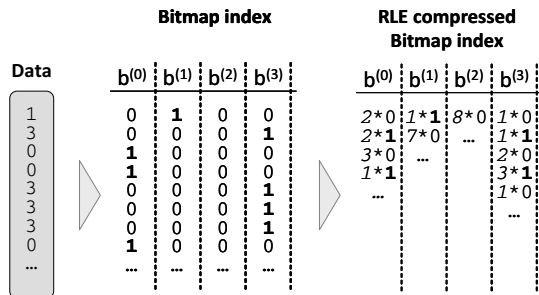 Bitmap index RLE compressed
Bitmap index
Data
b(0) b(1) b(2) b(3) b(0) b(1) b(2) b(3)
1 0 1 0 0 2*0 1*1 8*0 1*0
3 0 0 0 1 2*1 7*0 ... 1*1
0 1 0 0 0 3*0 ... 2*0
0 1 0 0 0 1*1 3*1
3 0 0 0 1 ... 1*0
3 0 0 0 1 ...
3 0 0 0 1
0 1 0 0 0
... ... ... ... ...